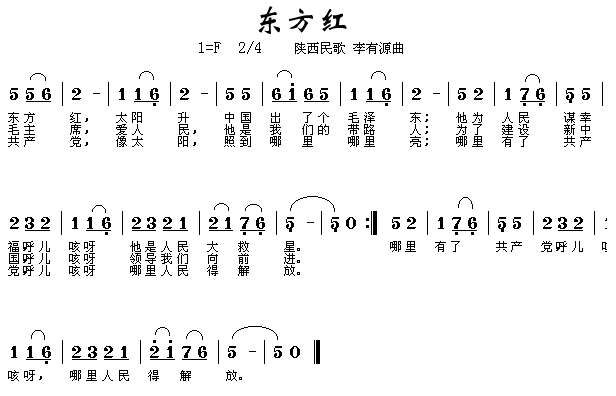 东方红
1=F 2/4 陕西民歌 李有源曲
5 5 6 | 2 - | 1 1 6 | 2 - | 5 5 | 6 i 6 5 | 1 1 6 | 2 - | 5 2 | 1 7 6 | 5 5
东方 红, 太阳 升 中国 出了个 毛泽 东; 他为 人民 谋幸
毛主 席, 爱人 民, 他是 我们的 带路 人; 为了 建设 新中
共产 党, 像太 阳, 照到 哪里 哪里 亮; 哪里 有了 共产
2 3 2 | 1 1 6 | 2 3 2 1 | 2 1 7 6 | 5 - | 5 0 :| 5 2 | 1 7 6 | 5 5 | 2 3 2 | 1
福呼儿 咳呀 他是人民 大救 星。 哪里 有了 共产 党呼儿
国呼儿 咳呀 领导我们 向前 进。
党呼儿 咳呀 哪里人民 得解 放。
1 1 6 | 2 3 2 1 | 2 i 7 6 | 5 - | 5 0 ‖
咳呀, 哪里人民 得解 放。